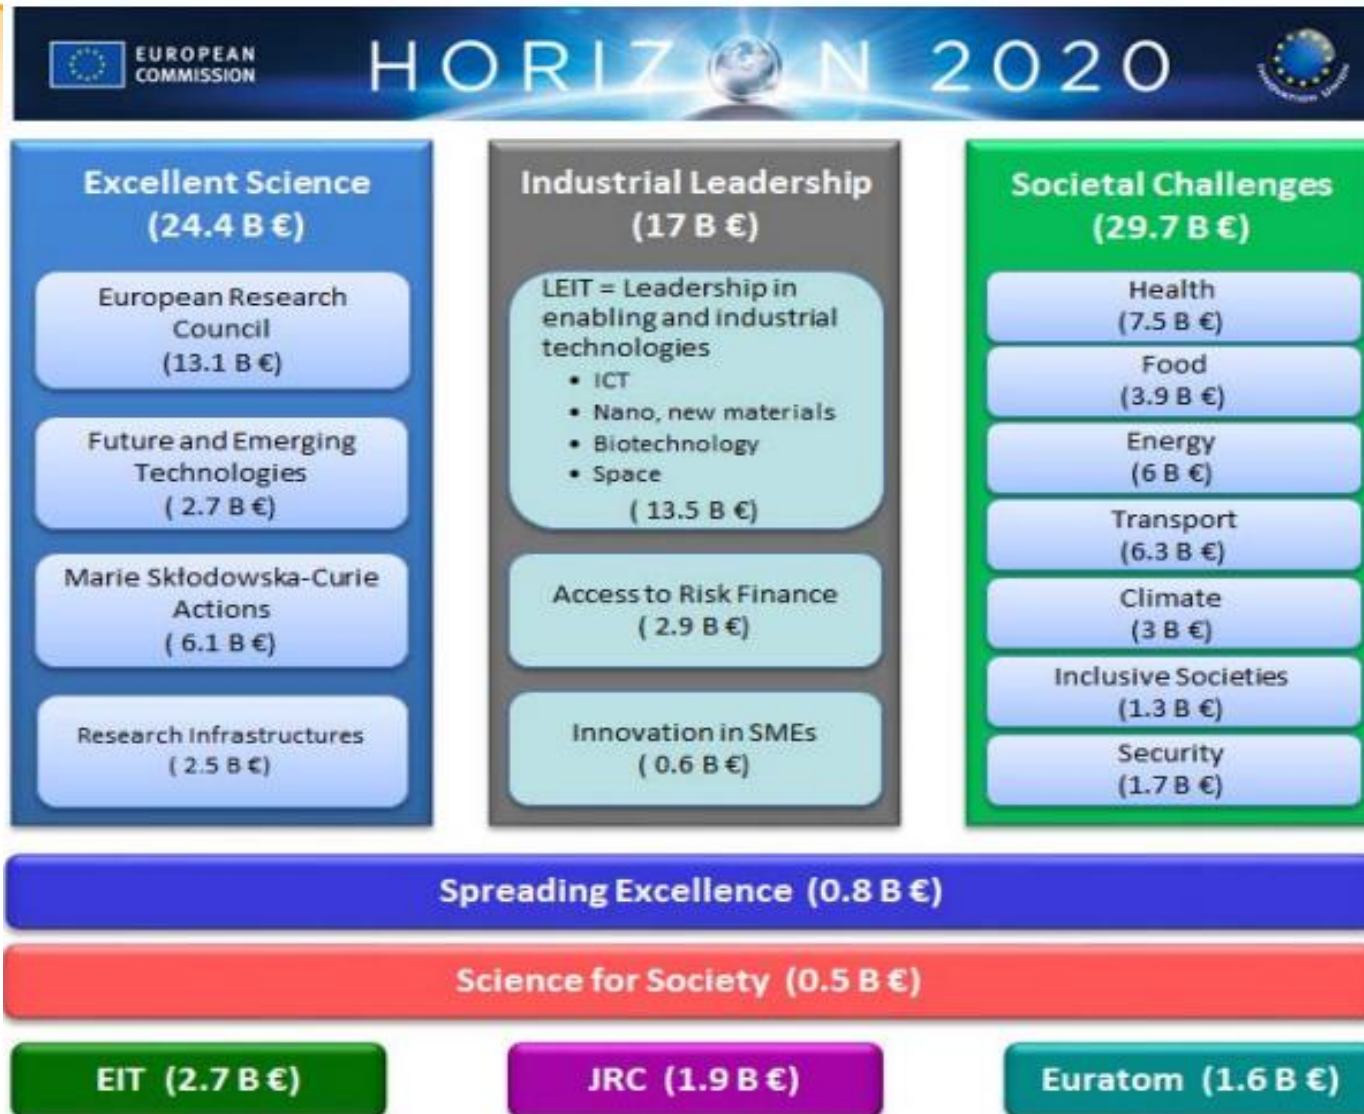 EUROPEAN
COMMISSION
HORIZON 2020
INNOVATION UNION
Excellent Science
(24.4 B €)
European Research
Council
(13.1 B €)
Future and Emerging
Technologies
( 2.7 B €)
Marie Skłodowska-Curie
Actions
( 6.1 B €)
Research Infrastructures
( 2.5 B €)
Industrial Leadership
(17 B €)
LEIT = Leadership in
enabling and industrial
technologies
• ICT
• Nano, new materials
• Biotechnology
• Space
( 13.5 B €)
Access to Risk Finance
( 2.9 B €)
Innovation in SMEs
( 0.6 B €)
Societal Challenges
(29.7 B €)
Health
(7.5 B €)
Food
(3.9 B €)
Energy
(6 B €)
Transport
(6.3 B €)
Climate
(3 B €)
Inclusive Societies
(1.3 B €)
Security
(1.7 B €)
Spreading Excellence (0.8 B €)
Science for Society (0.5 B €)
EIT (2.7 B €)
JRC (1.9 B €)
Euratom (1.6 B €)